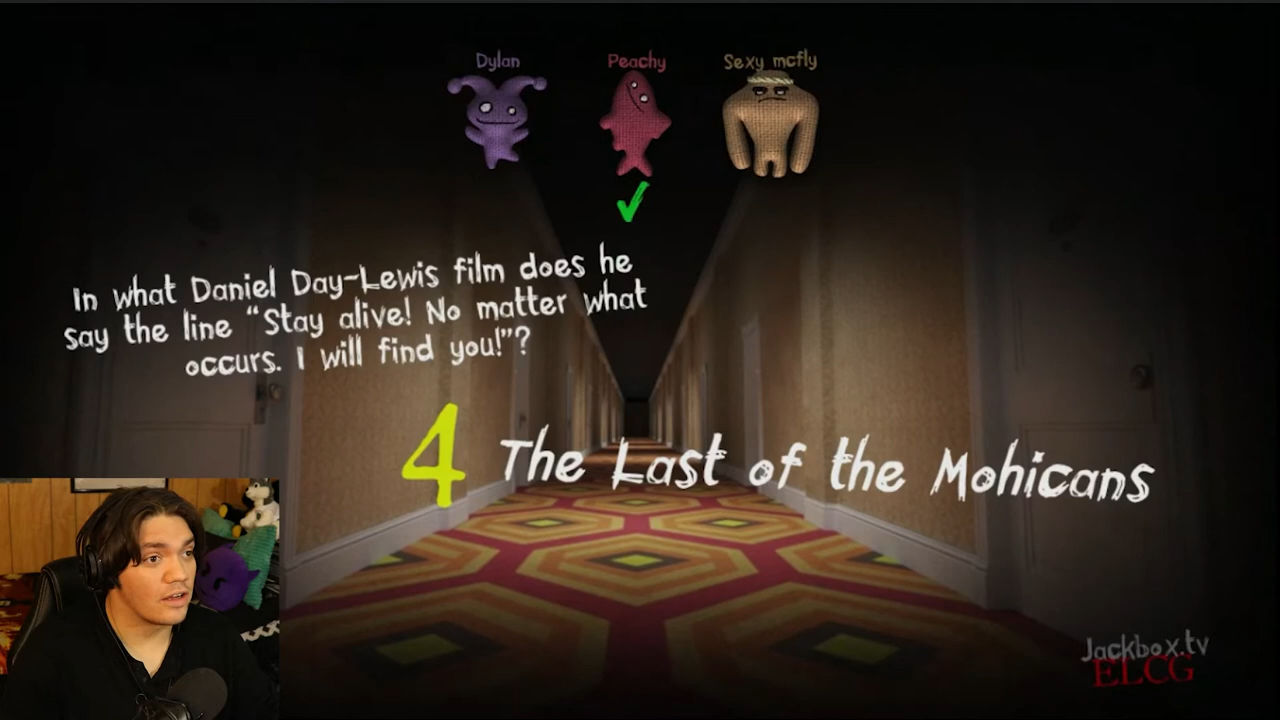 Dylan
Peachy
Sexy mcfly
In what Daniel Day-Lewis film does he
say the line “Stay alive! No matter what
occurs. I will find you!”?
4 The Last of the Mohicans
Jackbox.tv
ELCG